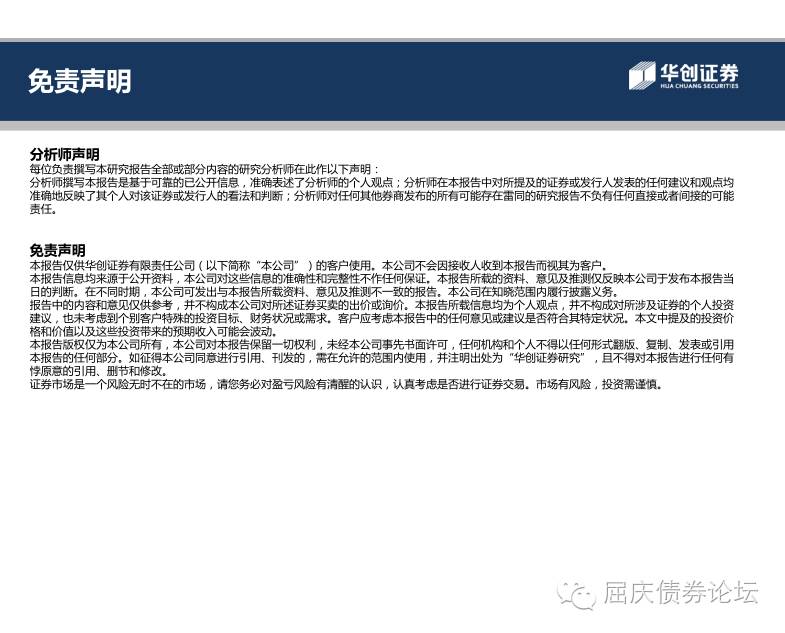 免责声明
华创证券
HUA CHUANG SECURITIES
分析师声明
每位负责撰写本研究报告全部或部分内容的研究分析师在此作以下声明：
分析师撰写本报告是基于可靠的已公开信息，准确表述了分析师的个人观点；分析师在本报告中对所提及的证券或发行人发表的任何建议和观点均
准确地反映了其个人对该证券或发行人的看法和判断；分析师对任何其他券商发布的所有可能存在雷同的研究报告不负有任何直接或者间接的可能
责任。
免责声明
本报告仅供华创证券有限责任公司（以下简称“本公司”）的客户使用。本公司不会因接收人收到本报告而视其为客户。
本报告信息均来源于公开资料，本公司对这些信息的准确性和完整性不作任何保证。本报告所载的资料、意见及推测仅反映本公司于发布本报告当
日的判断。在不同时期，本公司可发出与本报告所载资料、意见及推测不一致的报告。本公司在知晓范围内履行披露义务。
报告中的内容和意见仅供参考，并不构成本公司对所述证券买卖的出价或询价。本报告所载信息均为个人观点，并不构成对所涉及证券的个人投资
建议，也未考虑到个别客户特殊的投资目标、财务状况或需求。客户应考虑本报告中的任何意见或建议是否符合其特定状况。本文中提及的投资价
格和价值以及这些投资带来的预期收入可能会波动。
本报告版权仅为本公司所有，本公司对本报告保留一切权利，未经本公司事先书面许可，任何机构和个人不得以任何形式翻版、复制、发表或引用
本报告的任何部分。如征得本公司同意进行引用、刊发的，需在允许的范围内使用，并注明出处为“华创证券研究”，且不得对本报告进行任何有
悖原意的引用、删节和修改。
证券市场是一个风险无时不在的市场，请您务必对盈亏风险有清醒的认识，认真考虑是否进行证券交易。市场有风险，投资需谨慎。
屈庆债券论坛